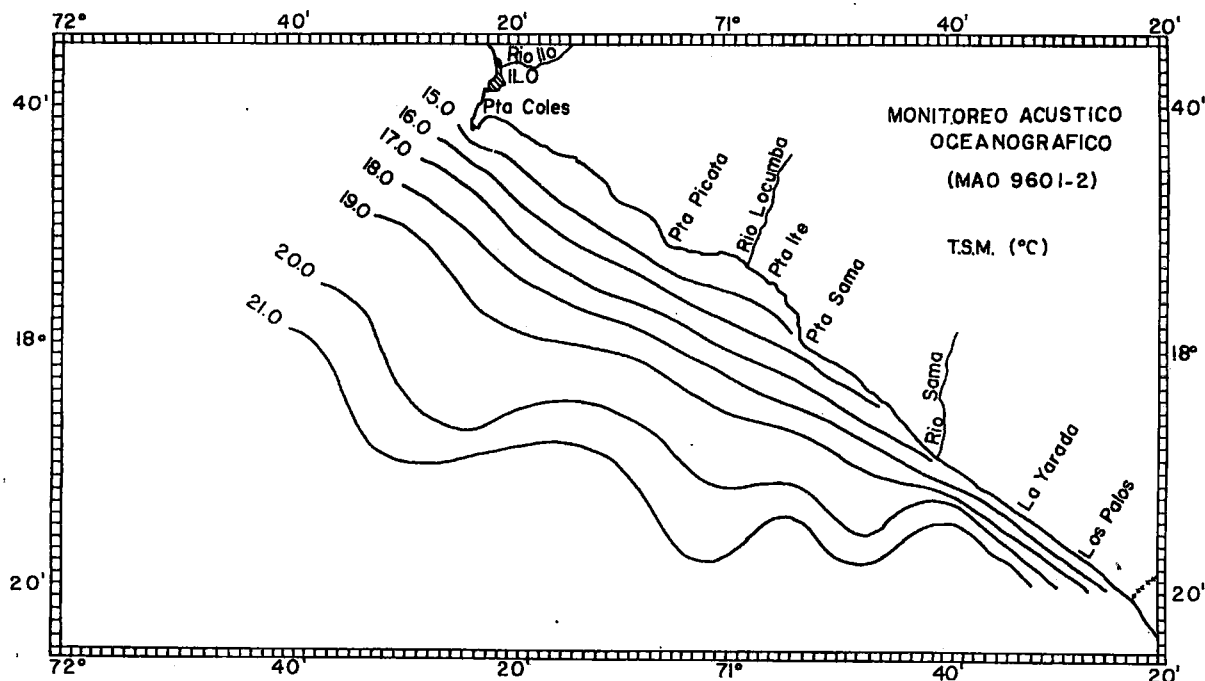 72°
40'
20'
71°
40'
20'
Rio Ilo
ILO
Pta Coles
40'
40'
MONITOREO ACUSTICO
OCEANOGRAFICO
(MAO 9601-2)
T.S.M. (°C)
15.0
16.0
17.0
18.0
19.0
20.0
21.0
Pta Picata
Rio Locumba
Pta Ite
Pta Sama
18°
18°
Rio Sama
La Yarada
Los Palos
20'
20'
72°
40'
20'
71°
40'
20'